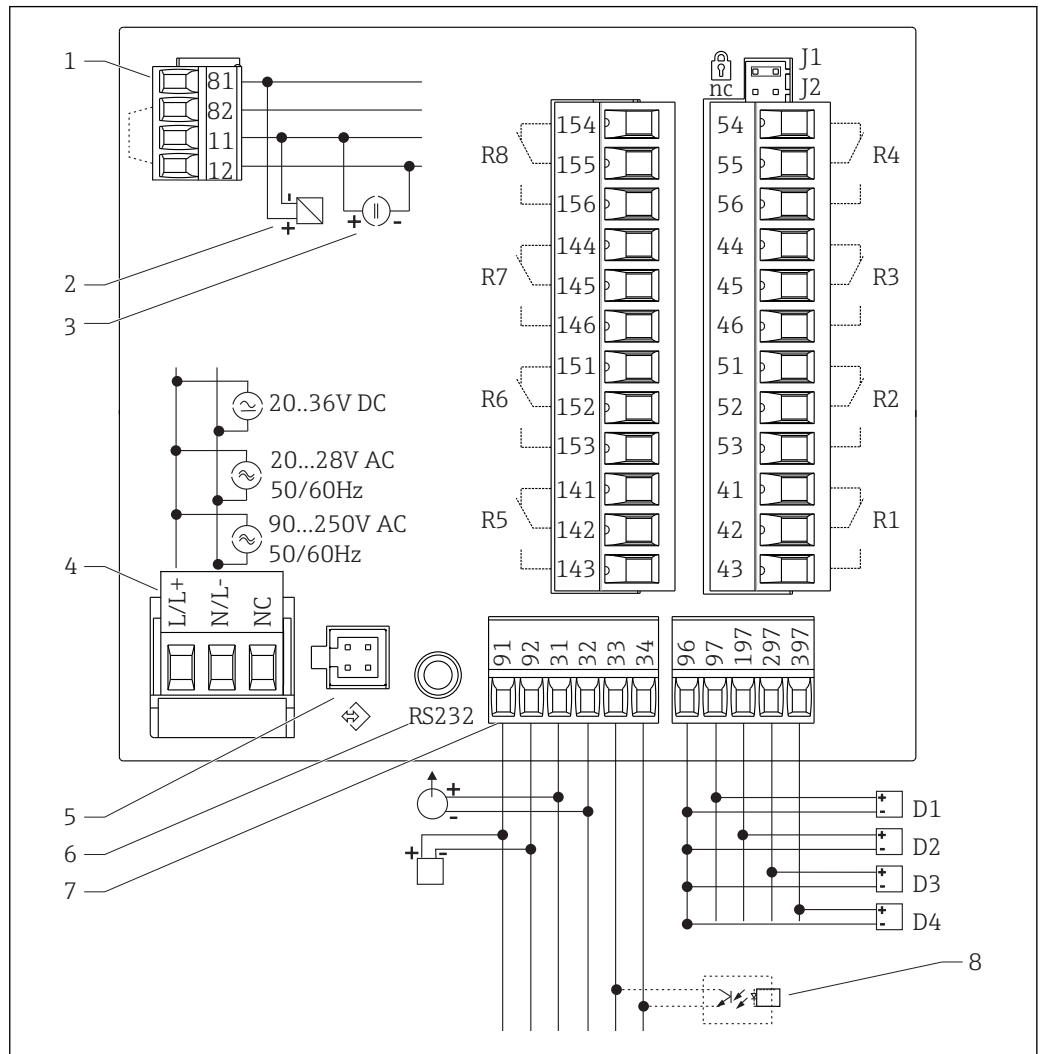 1
81
82
11
12
+
-
+
-
2
3
nc
J1
J2
R8
154
155
156
R7
144
145
146
R6
151
152
153
R5
141
142
143
54
55
56
R4
44
45
46
R3
51
52
53
R2
41
42
43
R1
20..36V DC
20...28V AC
50/60Hz
90...250V AC
50/60Hz
4
L/L+
N/L-
NC
RS232
91
92
31
32
33
34
96
97
197
297
397
5
6
7
+
-
+
-
+
-
D1
+
-
D2
+
-
D3
+
-
D4
8